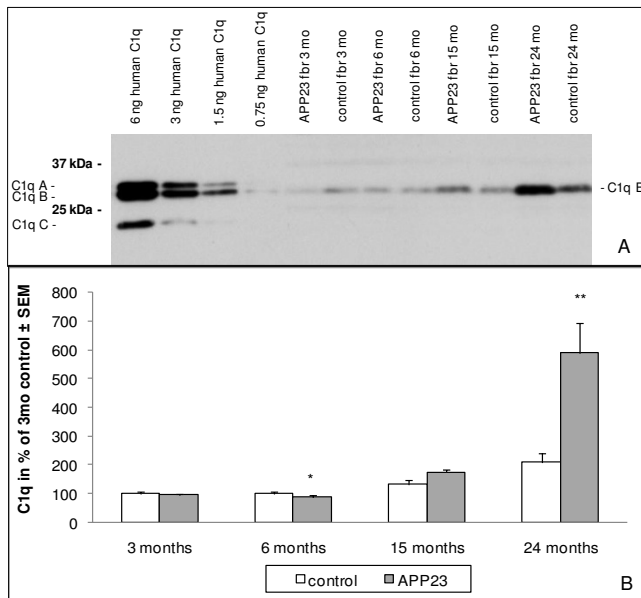 6 ng human C1q
3 ng human C1q
1.5 ng human C1q
0.75 ng human C1q
APP23 fbr 3 mo
control fbr 3 mo
APP23 fbr 6 mo
control fbr 6 mo
APP23 fbr 15 mo
control fbr 15 mo
APP23 fbr 24 mo
control fbr 24 mo
37 kDa -
C1q A -
C1q B -
- C1q B
25 kDa -
C1q C -
A
C1q in % of 3mo control ± SEM
800
700
600
500
400
300
200
100
0
*
**
3 months
6 months
15 months
24 months
control
APP23
B